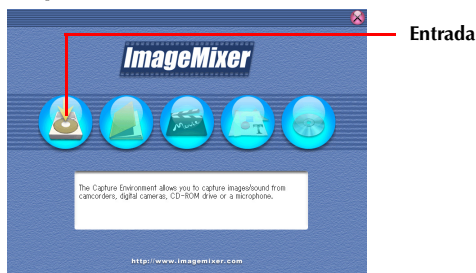 ImageMixer
Entrada
Movie
T
The Capture Environment allows you to capture images/sound from
camcorders, digital cameras, CD-ROM drive or a microphone.
http://www.imagemixer.com